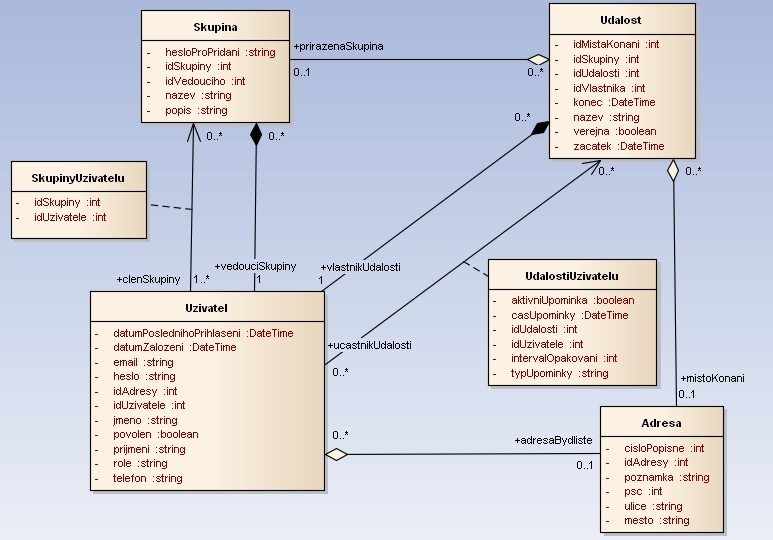 Skupina
- hesloProPridani :string
- idSkupiny :int
- idVedouciho :int
- nazev :string
- popis :string
Udalost
- idMistaKonani :int
- idSkupiny :int
- idUdalosti :int
- idVlastnika :int
- konec :DateTime
- nazev :string
- verejna :boolean
- zacatek :DateTime
+prirazenaSkupina
0..1
0..*
0..*
0..*
0..*
0..*
0..*
SkupinyUzivatelu
- idSkupiny :int
- idUzivatele :int
+clenSkupiny
1..*
+vedouciSkupiny
1
+vlastnikUdalosti
1
UdalostiUzivatelu
- aktivniUpominka :boolean
- casUpominky :DateTime
- idUdalosti :int
- idUzivatele :int
- intervalOpakovani :int
- typUpominky :string
Uzivatel
- datumPoslednihoPrihlaseni :DateTime
- datumZalozeni :DateTime
- email :string
- heslo :string
- idAdresy :int
- idUzivatele :int
- jmeno :string
- povolen :boolean
- prijmeni :string
- role :string
- telefon :string
+ucastnikUdalosti
0..*
0..*
+adresaBydliste
0..1
+mistoKonani
0..1
Adresa
- cisloPopisne :int
- idAdresy :int
- poznamka :string
- psc :int
- ulice :string
- mesto :string